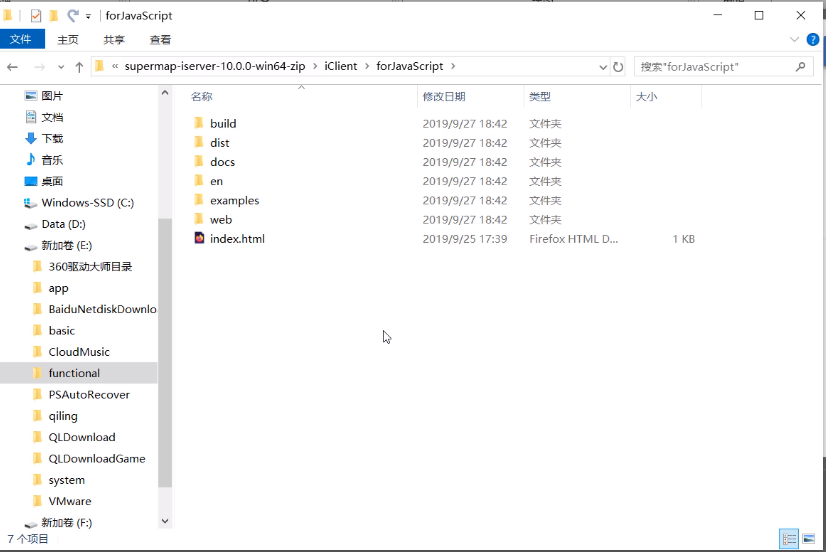 forJavaScript
文件 主页 共享 查看
« supermap-iserver-10.0.0-win64-zip › iClient › forJavaScript ›
搜索"forJavaScript"
图片
文档
下载
音乐
桌面
Windows-SSD (C:)
Data (D:)
新加卷 (E:)
360驱动大师目录
app
BaiduNetdiskDownlo
basic
CloudMusic
functional
PSAutoRecover
qiling
QLDownload
QLDownloadGame
system
VMware
新加卷 (F:)
名称 修改日期 类型 大小
build 2019/9/27 18:42 文件夹
dist 2019/9/27 18:42 文件夹
docs 2019/9/27 18:42 文件夹
en 2019/9/27 18:42 文件夹
examples 2019/9/27 18:42 文件夹
web 2019/9/27 18:42 文件夹
index.html 2019/9/25 17:39 Firefox HTML D... 1 KB
7 个项目